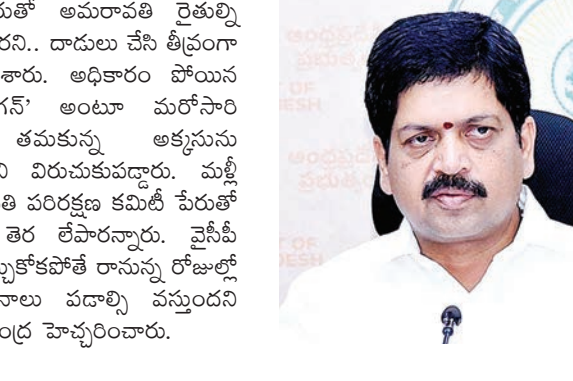 రుతో అమరావతి రైతుల్ని
రని.. దాడులు చేసి తీవ్రంగా
శారు. అధికారం పోయిన
గన్' అంటూ మరోసారి
తమకున్న అక్కసును
ని విరుచుకుపడ్డారు. మళ్లీ
తి పరిరక్షణ కమిటీ పేరుతో
తెర లేపారన్నారు. వైసీపీ
చ్చుకోకపోతే రానున్న రోజుల్లో
నాలు పడాల్సి వస్తుందని
ంద్ర హెచ్చరించారు.